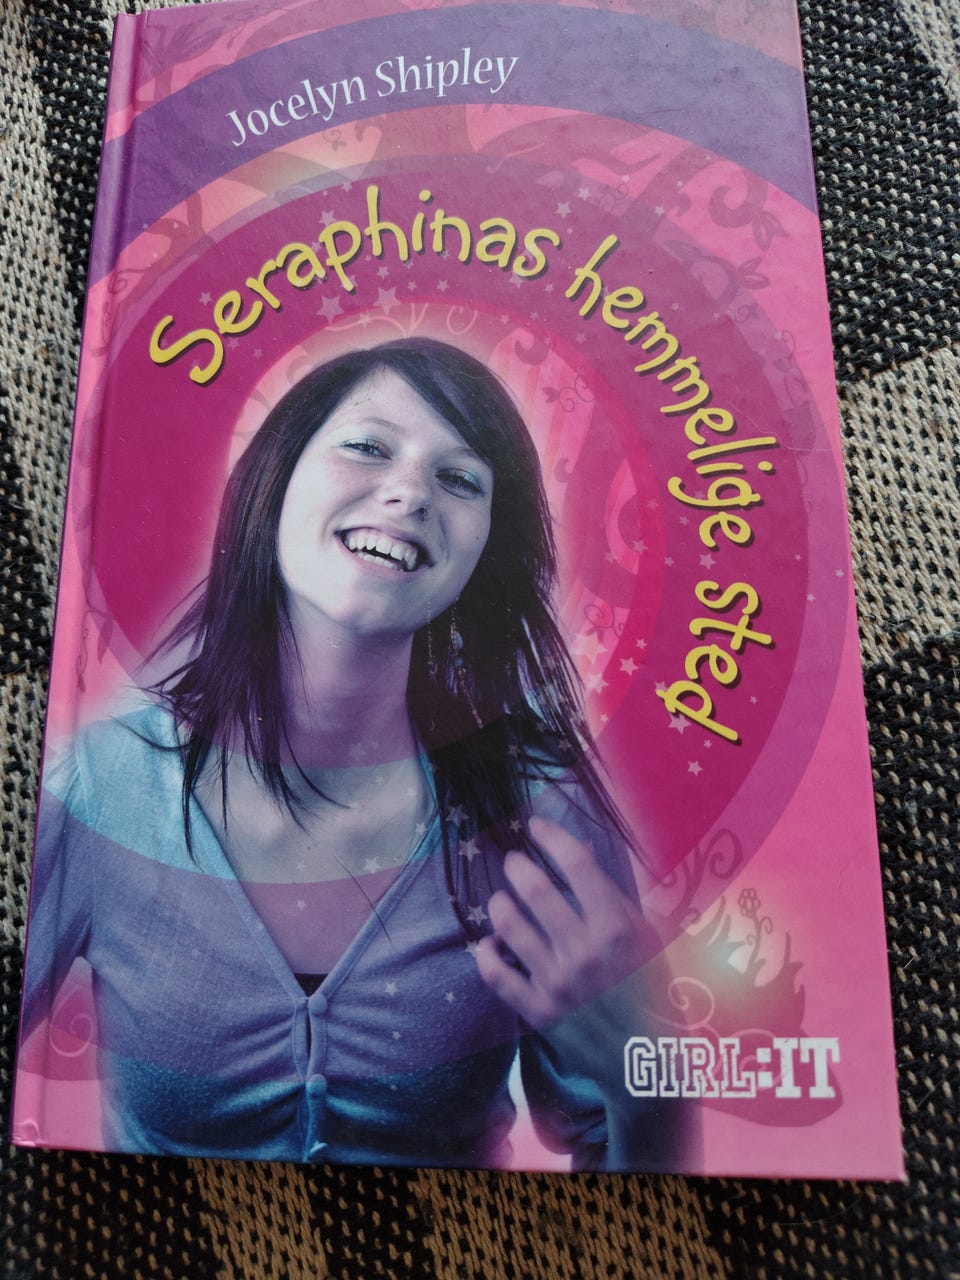 Jocelyn Shipley
Seraphinas hemmelige sted
GIRL:IT